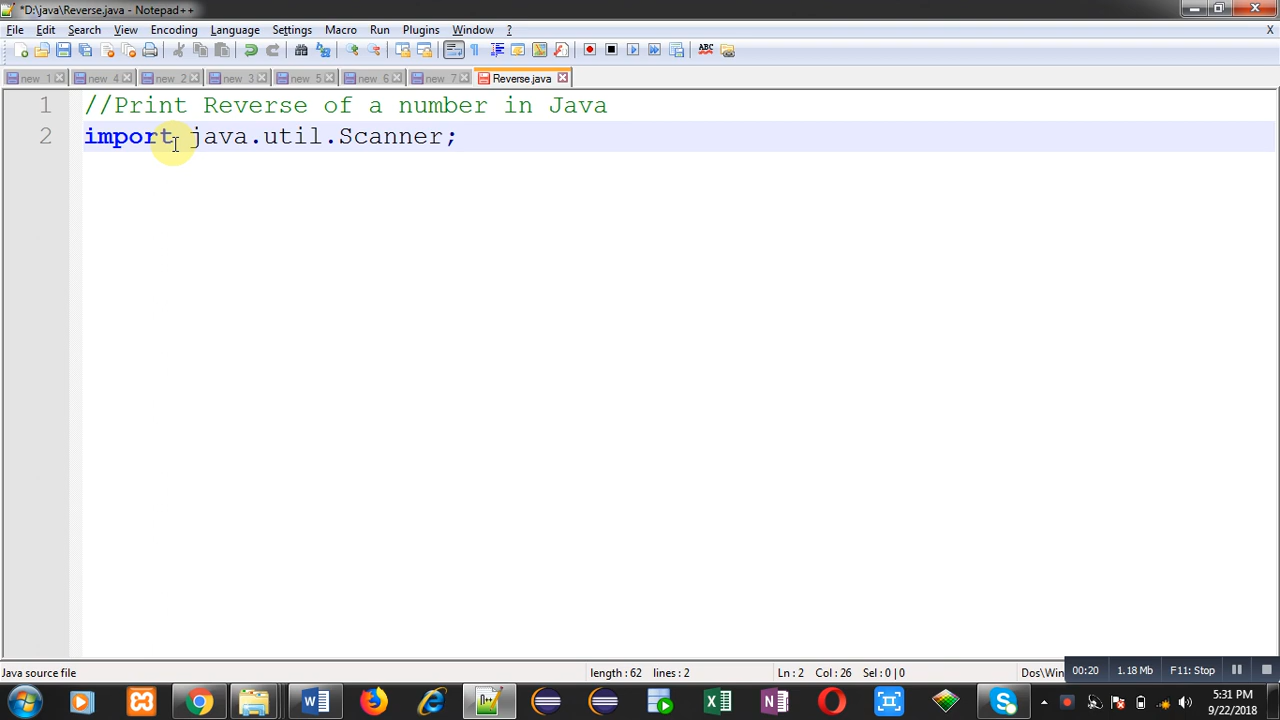 *D:\java\Reverse.java - Notepad++
File Edit Search View Encoding Language Settings Macro Run Plugins Window ? X
new 1 new 4 new 2 new 3 new 5 new 6 new 7 Reverse.java
1 //Print Reverse of a number in Java
2 import java.util.Scanner;
Java source file length : 62 lines : 2 Ln : 2 Col : 26 Sel : 0 | 0 Dos\Win 00:20 1.18 Mb F11: Stop
5:31 PM
9/22/2018